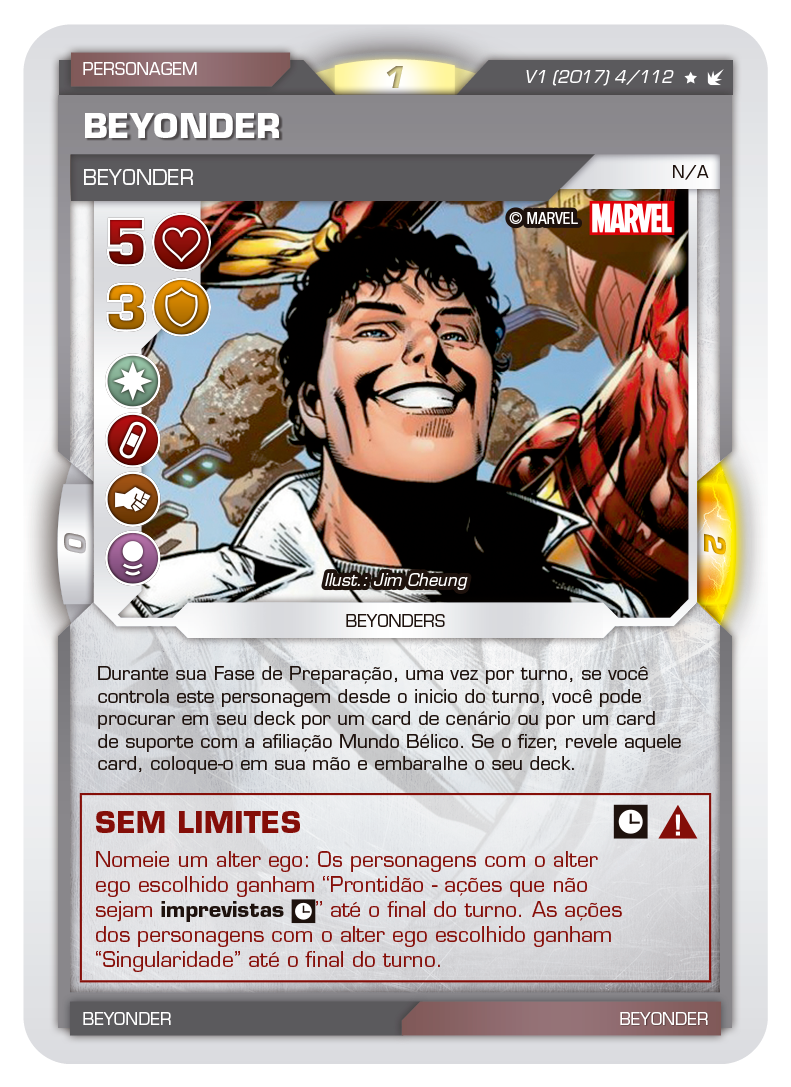 PERSONAGEM
1
V1 (2017) 4/112
BEYONDER
BEYONDER
N/A
5
3
© MARVEL
MARVEL
0
2
Ilust.: Jim Cheung
BEYONDERS
Durante sua Fase de Preparação, uma vez por turno, se você
controla este personagem desde o inicio do turno, você pode
procurar em seu deck por um card de cenário ou por um card
de suporte com a afiliação Mundo Bélico. Se o fizer, revele aquele
card, coloque-o em sua mão e embaralhe o seu deck.
SEM LIMITES
Nomeie um alter ego: Os personagens com o alter
ego escolhido ganham “Prontidão - ações que não
sejam imprevistas ” até o final do turno. As ações
dos personagens com o alter ego escolhido ganham
“Singularidade” até o final do turno.
BEYONDER
BEYONDER